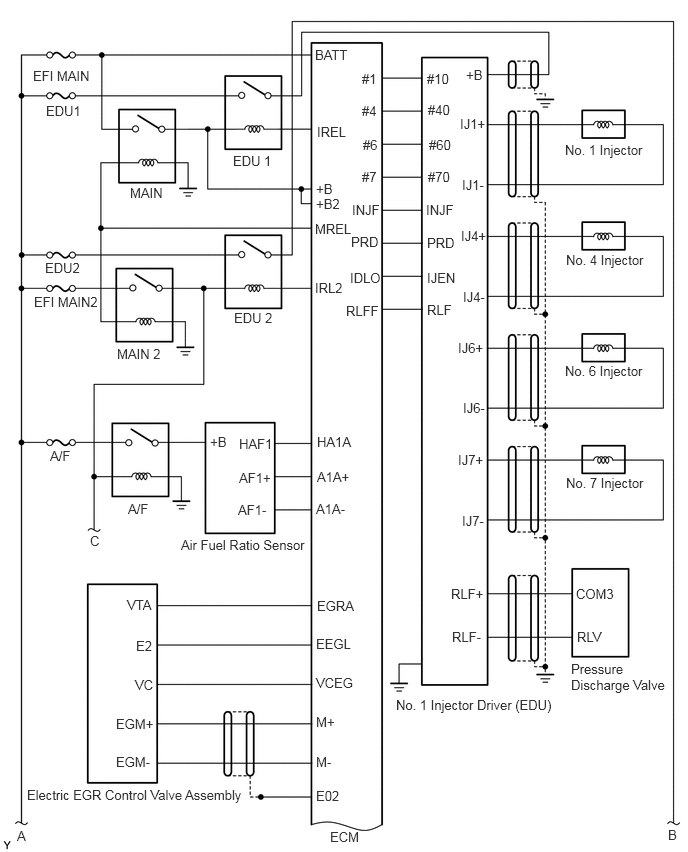 BATT
EFI MAIN
+B
#1
#10
EDU1
#4
#40
IJ1+
IREL
No. 1 Injector
EDU 1
#6
#60
MAIN
#7
#70
IJ1-
+B
+B2
INJF
INJF
MREL
PRD
PRD
IJ4+
EDU2
No. 4 Injector
IDLO
IJEN
EFI MAIN2
IRL2
IJ4-
EDU 2
RLFF
RLF
MAIN 2
IJ6+
No. 6 Injector
IJ6-
+B
HAF1
HA1A
A/F
IJ7+
AF1+
A1A+
No. 7 Injector
A/F
AF1-
A1A-
IJ7-
C
Air Fuel Ratio Sensor
RLF+
COM3
VTA
EGRA
RLF-
RLV
E2
EEGL
Pressure
Discharge Valve
VC
VCEG
No. 1 Injector Driver (EDU)
EGM+
M+
EGM-
M-
Electric EGR Control Valve Assembly
E02
A
ECM
B
Y